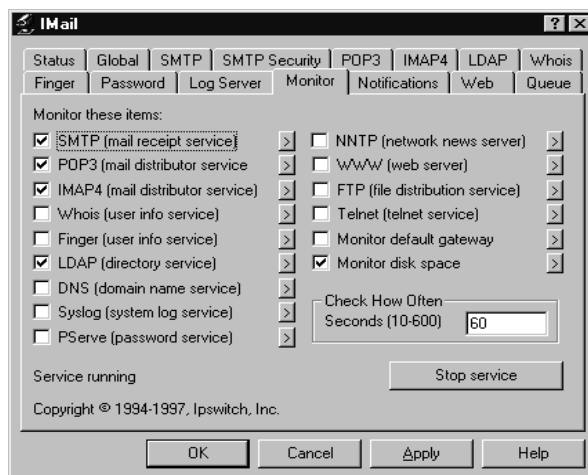 IMail
Status Global SMTP SMTP Security POP3 IMAP4 LDAP Whois
Finger Password Log Server Monitor Notifications Web Queue
Monitor these items:
SMTP (mail receipt service)
POP3 (mail distributor service
IMAP4 (mail distributor service)
Whois (user info service)
Finger (user info service)
LDAP (directory service)
DNS (domain name service)
Syslog (system log service)
PServe (password service)
NNTP (network news server)
WWW (web server)
FTP (file distribution service)
Telnet (telnet service)
Monitor default gateway
Monitor disk space
Check How Often
Seconds (10-600) 60
Service running
Stop service
Copyright © 1994-1997, Ipswitch, Inc.
OK Cancel Apply Help